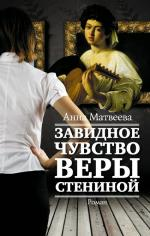 Анна Матвеева
ЗАВИДНОЕ
ЧУВСТВО
ВЕРЫ
СТЕНИНОЙ
Роман